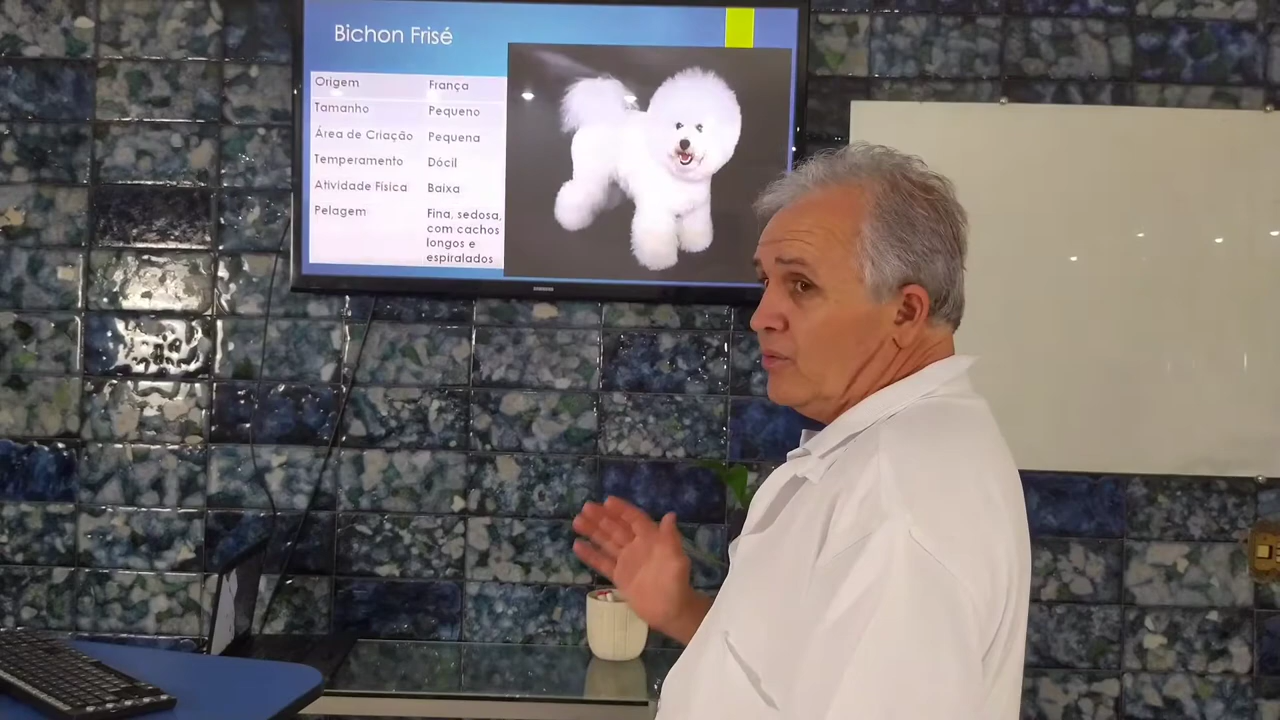 Bichon Frisé
Origem França
Tamanho Pequeno
Área de Criação Pequena
Temperamento Dócil
Atividade Física Baixa
Pelagem Fina, sedosa,
com cachos
longos e
espiralados
SAMSUNG